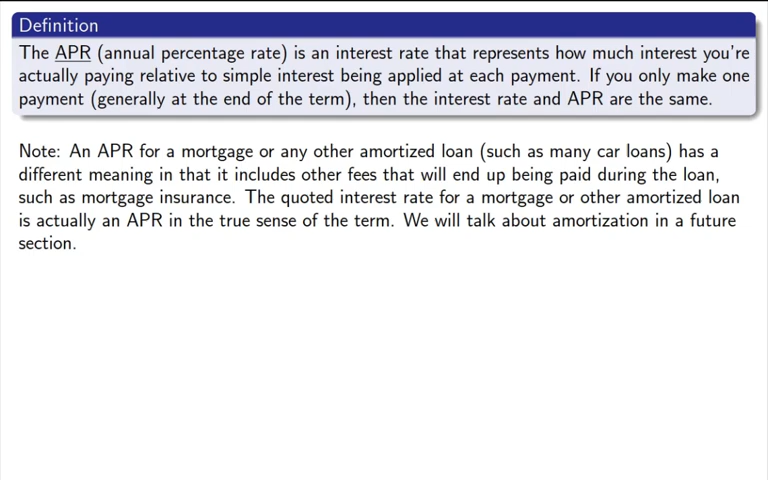 Definition
The APR (annual percentage rate) is an interest rate that represents how much interest you're
actually paying relative to simple interest being applied at each payment. If you only make one
payment (generally at the end of the term), then the interest rate and APR are the same.
Note: An APR for a mortgage or any other amortized loan (such as many car loans) has a
different meaning in that it includes other fees that will end up being paid during the loan,
such as mortgage insurance. The quoted interest rate for a mortgage or other amortized loan
is actually an APR in the true sense of the term. We will talk about amortization in a future
section.